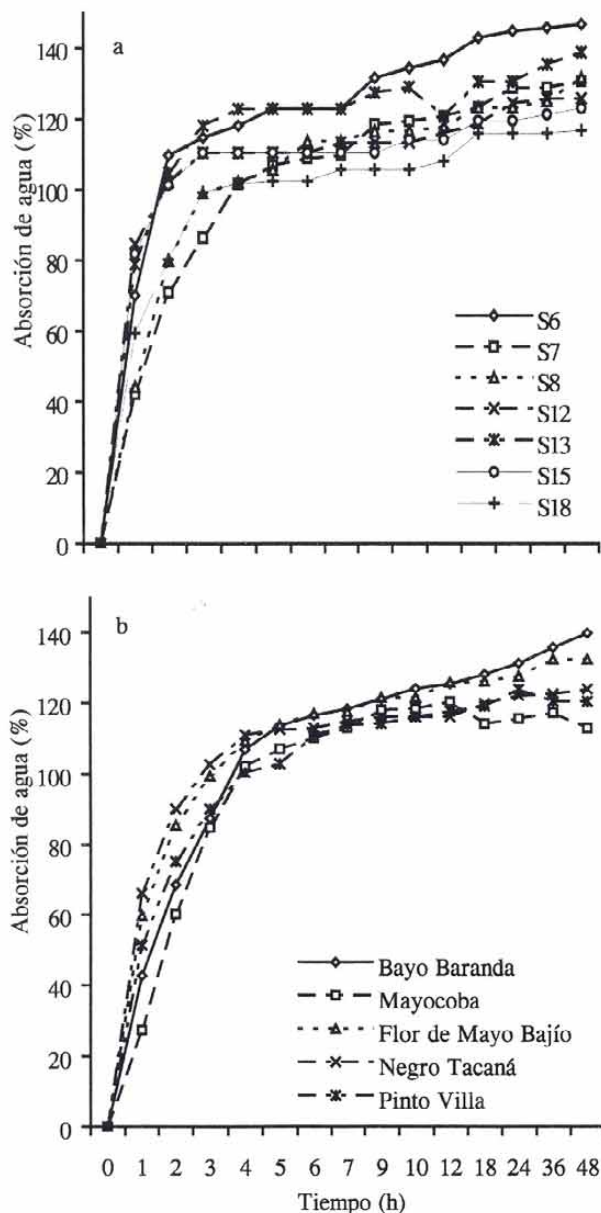 a
Absorción de agua (%)
140
120
100
80
60
40
20
0
S6
S7
S8
S12
S13
S15
S18
b
Absorción de agua (%)
140
120
100
80
60
40
20
0
Bayo Baranda
Mayocoba
Flor de Mayo Bajío
Negro Tacaná
Pinto Villa
0 1 2 3 4 5 6 7 9 10 12 18 24 36 48
Tiempo (h)